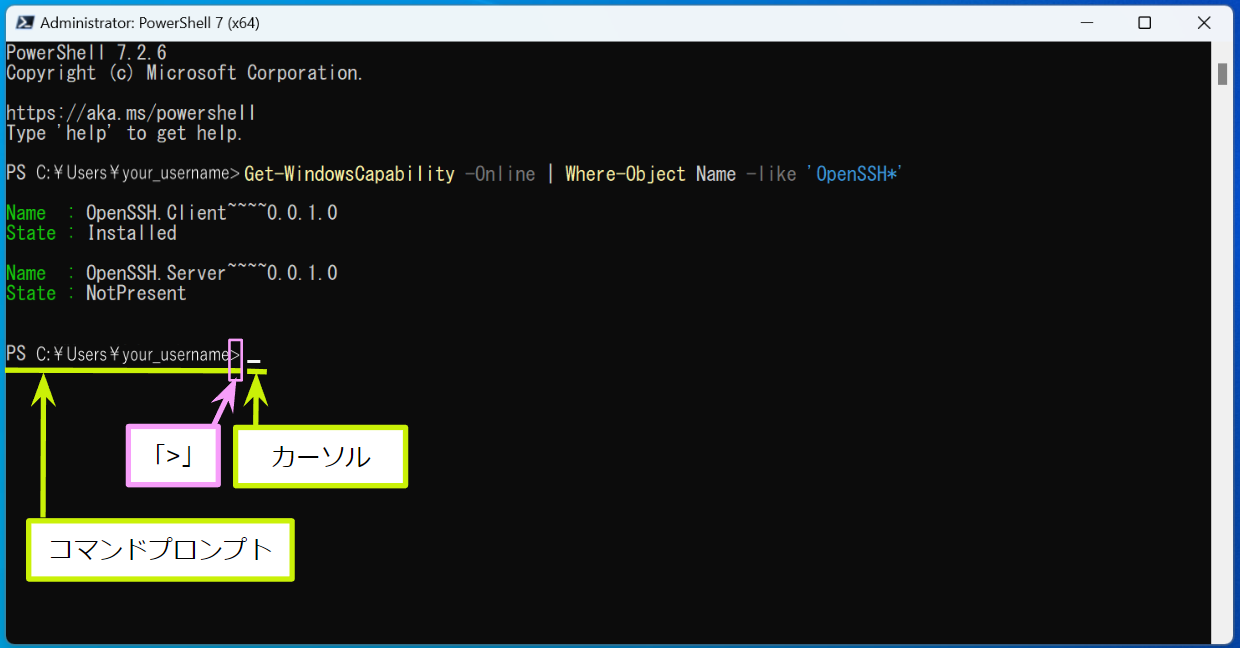 Administrator: PowerShell 7 (x64)
PowerShell 7.2.6
Copyright (c) Microsoft Corporation.
https://aka.ms/powershell
Type 'help' to get help.
PS C:¥Users¥your_username> Get-WindowsCapability -Online | Where-Object Name -like 'OpenSSH*'
Name  : OpenSSH.Client~~~~0.0.1.0
State : Installed
Name  : OpenSSH.Server~~~~0.0.1.0
State : NotPresent
PS C:¥Users¥your_username> _
「>」
カーソル
コマンドプロンプト